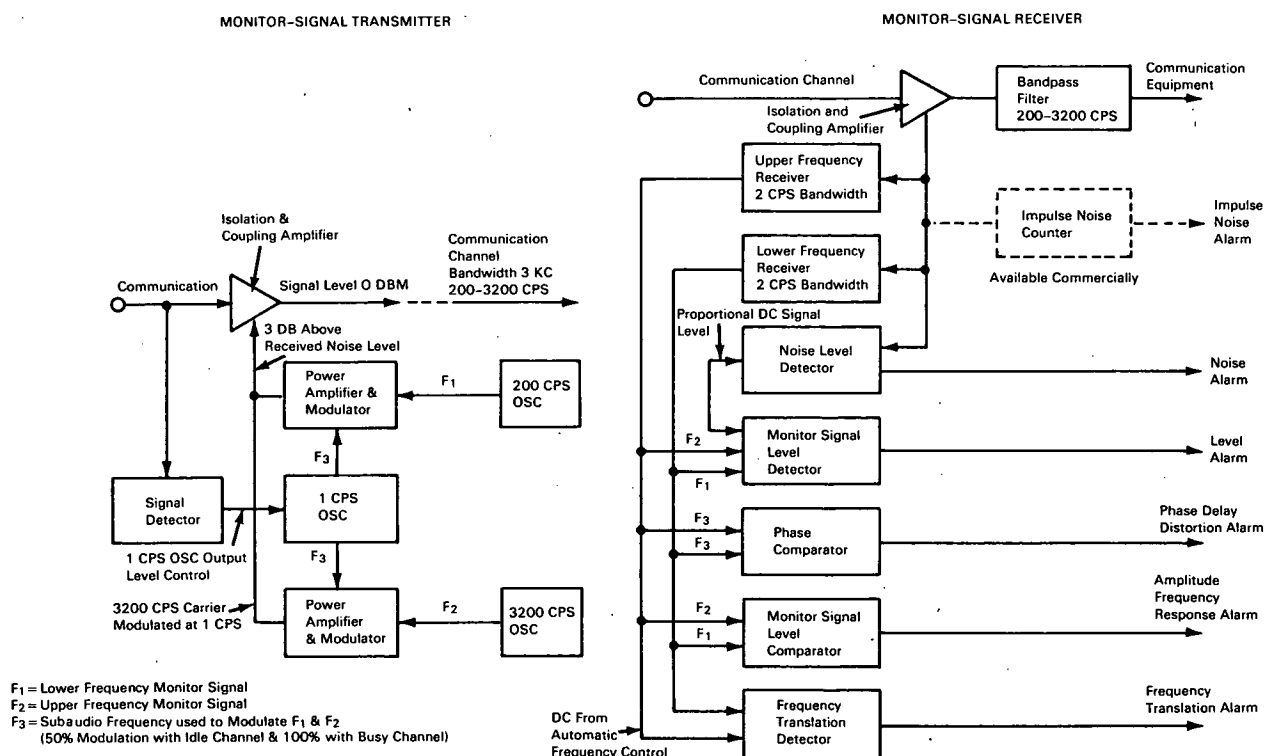 MONITOR-SIGNAL TRANSMITTER
Isolation &
Coupling Amplifier
Communication
Signal Level O DBM
Communication
Channel
Bandwidth 3 KC
200-3200 CPS
3 DB Above
Received Noise Level
Power
Amplifier &
Modulator
F1
200 CPS
OSC
F3
Signal
Detector
1 CPS
OSC
1 CPS OSC Output
Level Control
F3
3200 CPS Carrier
Modulated at 1 CPS
Power
Amplifier
& Modulator
F2
3200 CPS
OSC
F1 = Lower Frequency Monitor Signal
F2 = Upper Frequency Monitor Signal
F3 = Subaudio Frequency used to Modulate F1 & F2
(50% Modulation with Idle Channel & 100% with Busy Channel)
MONITOR-SIGNAL RECEIVER
Communication Channel
Isolation and
Coupling Amplifier
Bandpass
Filter
200-3200 CPS
Communication
Equipment
Upper Frequency
Receiver
2 CPS Bandwidth
Impulse Noise
Counter
Impulse
Noise
Alarm
Available Commercially
Lower Frequency
Receiver
2 CPS Bandwidth
Proportional DC Signal
Level
Noise Level
Detector
Noise
Alarm
F2
F1
Monitor Signal
Level
Detector
Level
Alarm
F3
F3
Phase
Comparator
Phase Delay
Distortion Alarm
F2
F1
Monitor Signal
Level
Comparator
Amplitude
Frequency
Response Alarm
DC From
Automatic
Frequency Control
Frequency
Translation
Detector
Frequency
Translation Alarm